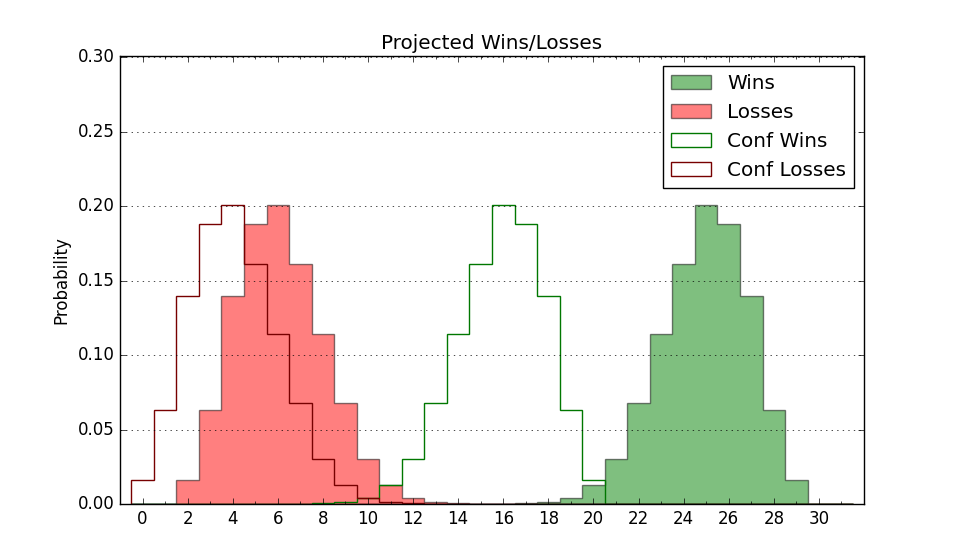 Projected Wins/Losses
0.30
0.25
0.20
0.15
0.10
0.05
0.00
Probability
Wins
Losses
Conf Wins
Conf Losses
0 2 4 6 8 10 12 14 16 18 20 22 24 26 28 30